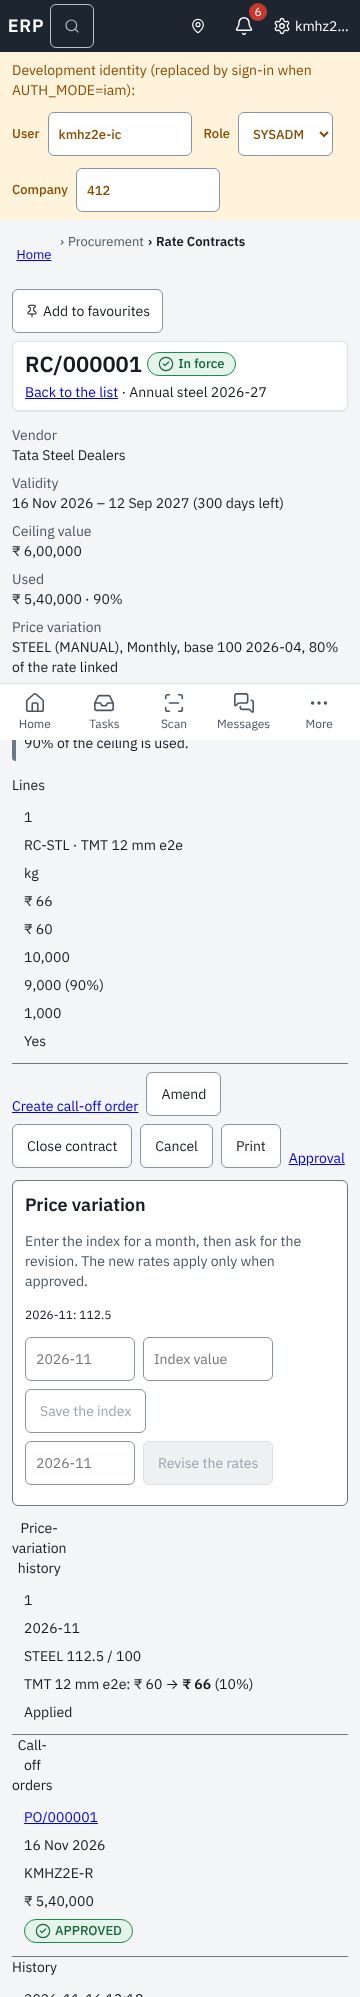 ERP
6
kmhz2...
Development identity (replaced by sign-in when
AUTH_MODE=iam):
User kmhz2e-ic Role SYSADM
Company 412
Home › Procurement › Rate Contracts
Add to favourites
RC/000001 In force
Back to the list · Annual steel 2026-27
Vendor
Tata Steel Dealers
Validity
16 Nov 2026 – 12 Sep 2027 (300 days left)
Ceiling value
₹ 6,00,000
Used
₹ 5,40,000 · 90%
Price variation
STEEL (MANUAL), Monthly, base 100 2026-04, 80%
of the rate linked
Home Tasks Scan Messages More
90% of the ceiling is used.
Lines
1
RC-STL · TMT 12 mm e2e
kg
₹ 66
₹ 60
10,000
9,000 (90%)
1,000
Yes
Create call-off order Amend
Close contract Cancel Print Approval
Price variation
Enter the index for a month, then ask for the
revision. The new rates apply only when
approved.
2026-11: 112.5
2026-11 Index value
Save the index
2026-11 Revise the rates
Price-
variation
history
1
2026-11
STEEL 112.5 / 100
TMT 12 mm e2e: ₹ 60 → ₹ 66 (10%)
Applied
Call-
off
orders
PO/000001
16 Nov 2026
KMHZ2E-R
₹ 5,40,000
APPROVED
History